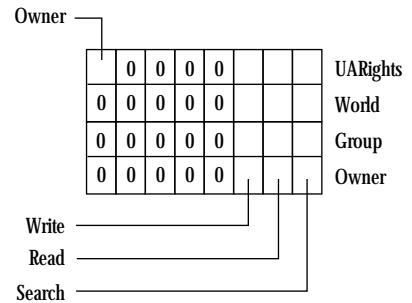 Owner
0 0 0 0 UARights
0 0 0 0 0 World
0 0 0 0 0 Group
0 0 0 0 0 Owner
Write
Read
Search